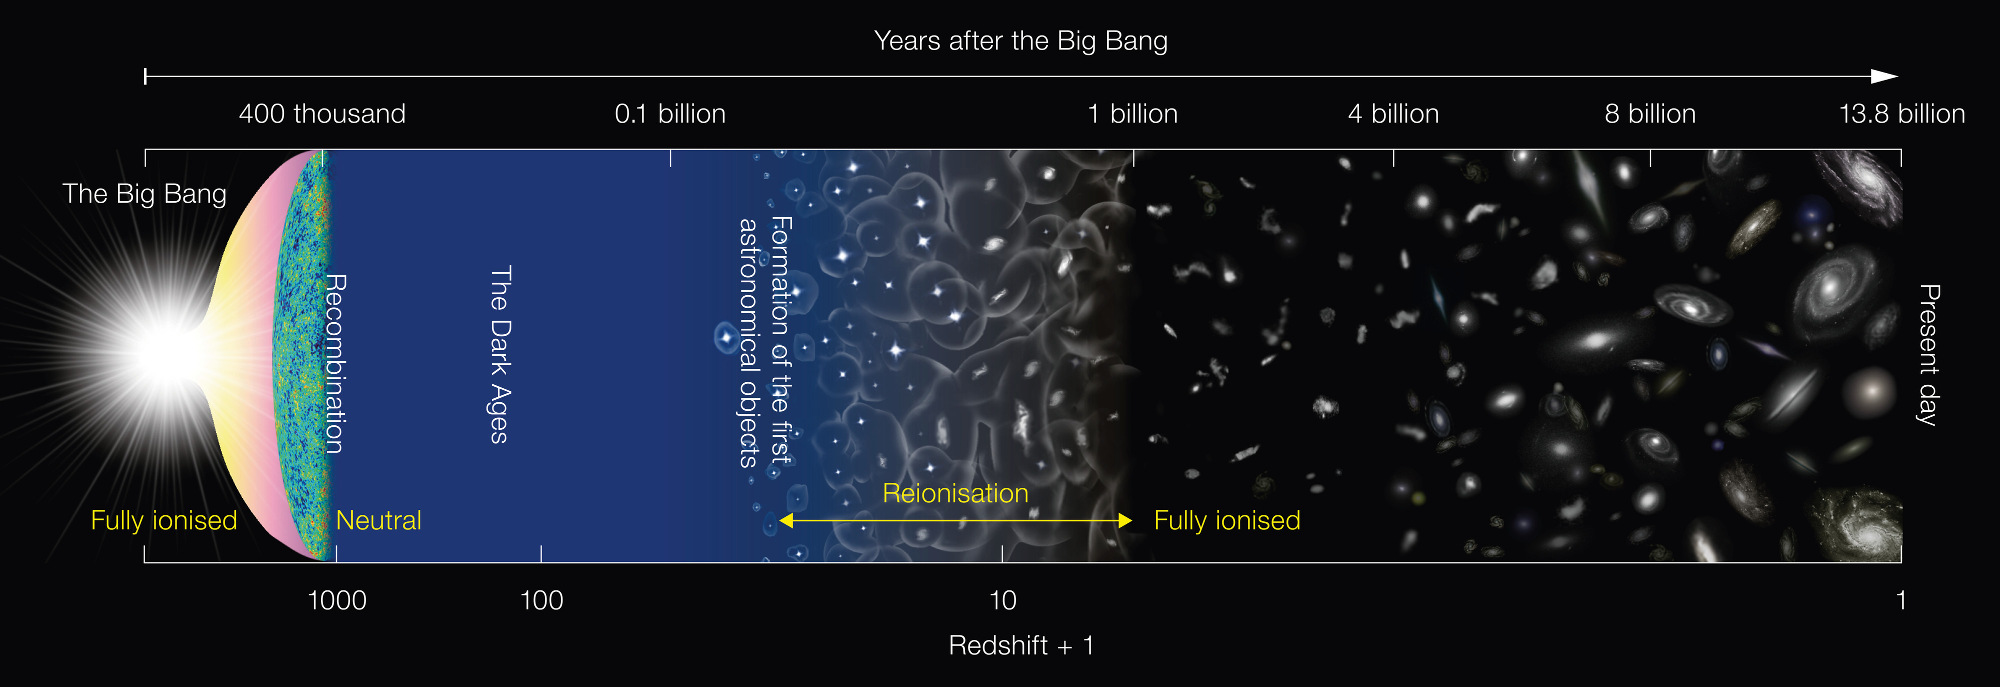 Years after the Big Bang
400 thousand
0.1 billion
1 billion
4 billion
8 billion
13.8 billion
The Big Bang
Recombination
The Dark Ages
Formation of the first
astronomical objects
Present day
Reionisation
Fully ionised
Neutral
Fully ionised
1000
100
10
1
Redshift + 1